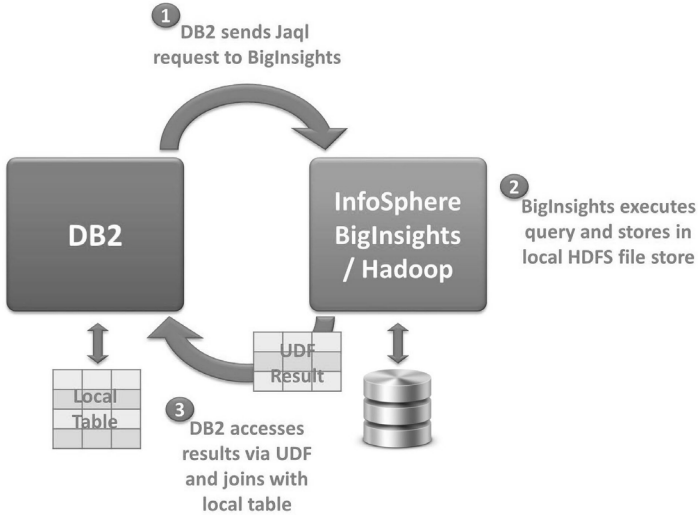 1
DB2 sends Jaql
request to BigInsights
DB2
InfoSphere
BigInsights
/ Hadoop
2
BigInsights executes
query and stores in
local HDFS file store
UDF
Result
Local
Table
3
DB2 accesses
results via UDF
and joins with
local table